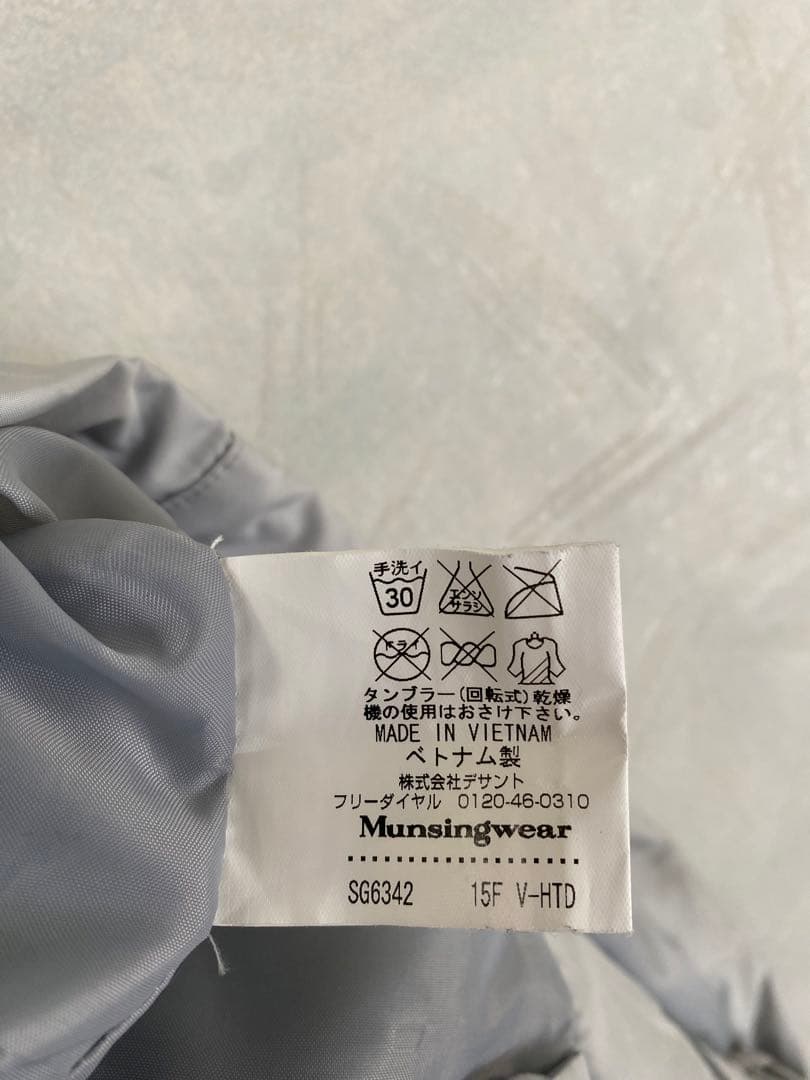 手洗イ
30
エンソ
サラシ
ドライ
タンブラー(回転式)乾燥
機の使用はおさけ下さい。
MADE IN VIETNAM
ベトナム製
株式会社デサント
フリーダイヤル 0120-46-0310
Munsingwear
SG6342 15F V-HTD